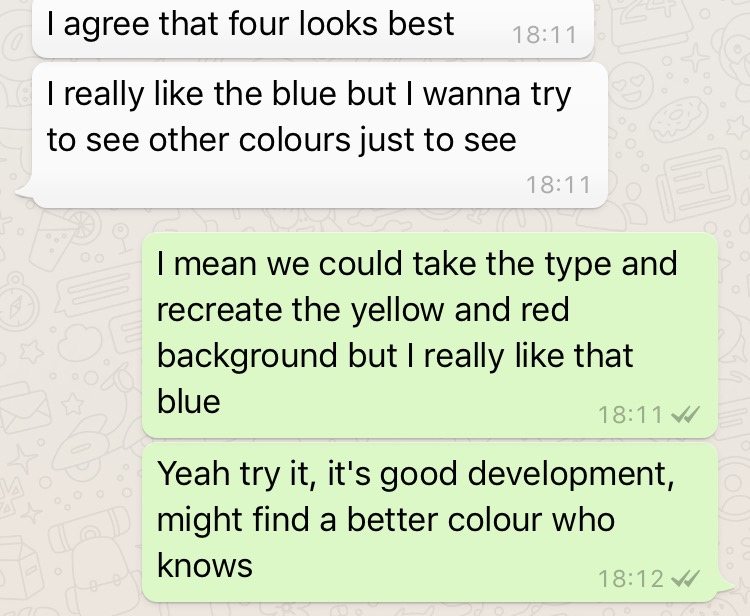 I agree that four looks best
18:11
I really like the blue but I wanna try
to see other colours just to see
18:11
I mean we could take the type and
recreate the yellow and red
background but I really like that
blue
18:11
Yeah try it, it's good development,
might find a better colour who
knows
18:12